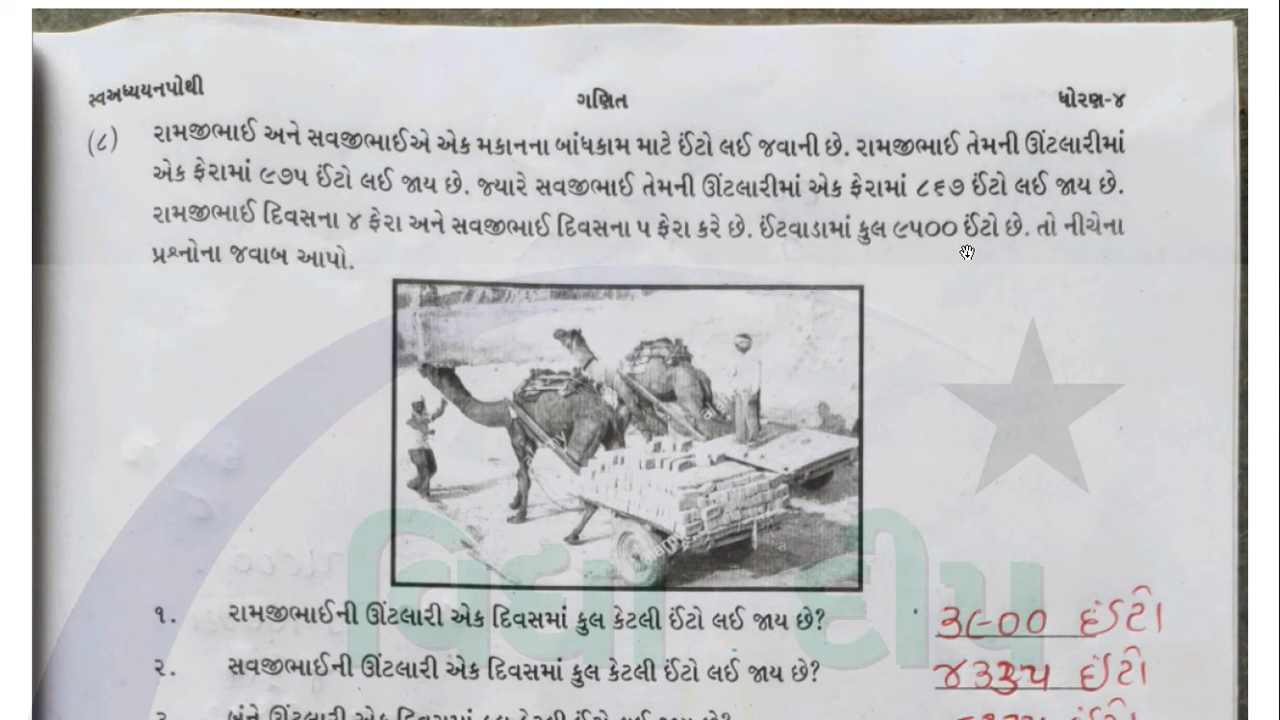 સ્વઅધ્યયનપોથી ગણિત ધોરણ-૪
(૮) રામજીભાઈ અને સવજીભાઈએ એક મકાનના બાંધકામ માટે ઈંટો લઈ જવાની છે. રામજીભાઈ તેમની ઊંટલારીમાં
એક ફેરામાં ૯૭૫ ઈંટો લઈ જાય છે. જ્યારે સવજીભાઈ તેમની ઊંટલારીમાં એક ફેરામાં ૮૬૭ ઈંટો લઈ જાય છે.
રામજીભાઈ દિવસના ૪ ફેરા અને સવજીભાઈ દિવસના ૫ ફેરા કરે છે. ઈંટવાડામાં કુલ ૯૫૦૦ ઈંટો છે. તો નીચેના
પ્રશ્નોના જવાબ આપો.
વિદ્યા દીપ
૧. રામજીભાઈની ઊંટલારી એક દિવસમાં કુલ કેટલી ઈંટો લઈ જાય છે? ૩૯૦૦ ઈંટો
૨. સવજીભાઈની ઊંટલારી એક દિવસમાં કુલ કેટલી ઈંટો લઈ જાય છે? ૪૩૩૫ ઈંટો